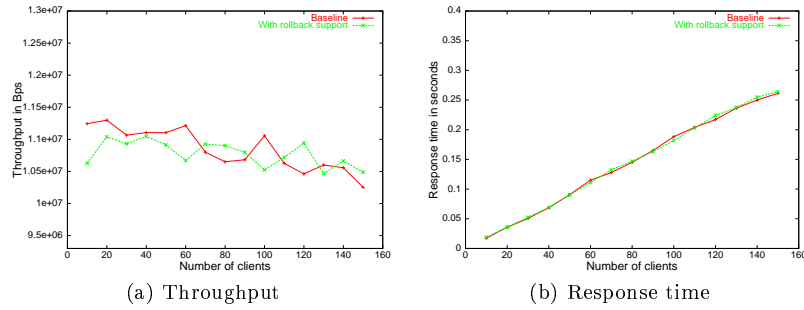 1.3e+07
1.25e+07
1.2e+07
1.15e+07
1.1e+07
1.05e+07
1e+07
9.5e+06
Throughput in Bps
0 20 40 60 80 100 120 140 160
Number of clients
Baseline
With rollback support
(a) Throughput
0.4
0.35
0.3
0.25
0.2
0.15
0.1
0.05
0
Response time in seconds
0 20 40 60 80 100 120 140 160
Number of clients
Baseline
With rollback support
(b) Response time